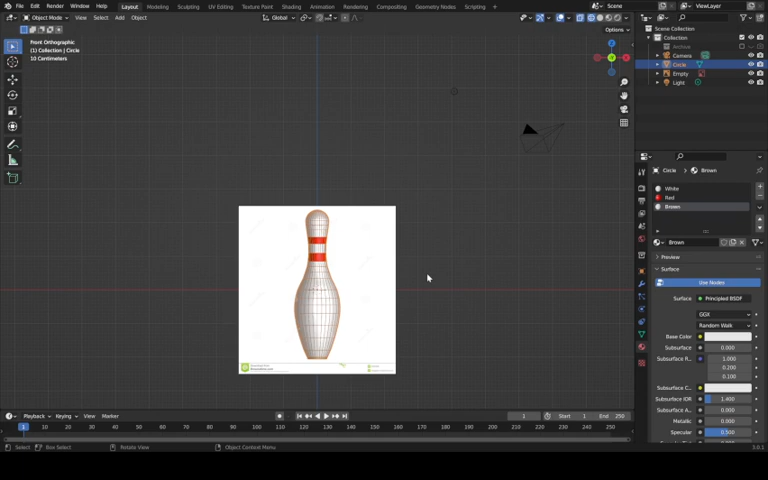 File Edit Render Window Help
Layout Modeling Sculpting UV Editing Texture Paint Shading Animation Rendering Compositing Geometry Nodes Scripting
Scene
ViewLayer
Object Mode
View Select Add Object
Global
Options
Front Orthographic
(1) Collection | Circle
10 Centimeters
Scene Collection
Collection
Archive
Camera
Circle
Empty
Light
Circle
Brown
White
Red
Brown
Brown
Preview
Surface
Use Nodes
Surface Principled BSDF
GGX
Random Walk
Base Color
Subsurface 0.000
Subsurface R... 1.000
0.200
0.100
Subsurface C...
Subsurface IOR 1.400
Subsurface A... 0.000
Metallic 0.000
Specular 0.500
Playback Keying View Marker
1
Start 1
End 250
1 10 20 30 40 50 60 70 80 90 100 110 120 130 140 150 160 170 180 190 200 210 220 230 240 250
Select
Box Select
Rotate View
Object Context Menu
3.0.1